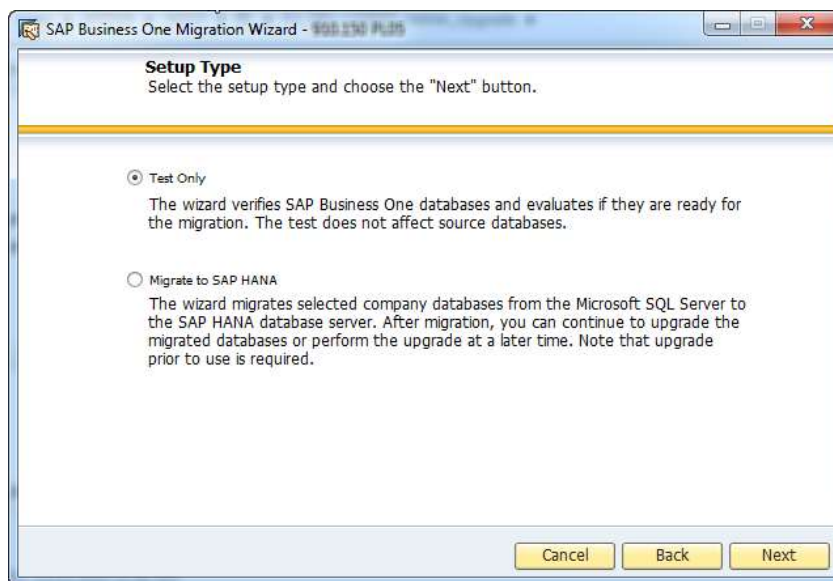 SAP Business One Migration Wizard -
Setup Type
Select the setup type and choose the "Next" button.
Test Only
The wizard verifies SAP Business One databases and evaluates if they are ready for
the migration. The test does not affect source databases.
Migrate to SAP HANA
The wizard migrates selected company databases from the Microsoft SQL Server to
the SAP HANA database server. After migration, you can continue to upgrade the
migrated databases or perform the upgrade at a later time. Note that upgrade
prior to use is required.
Cancel Back Next